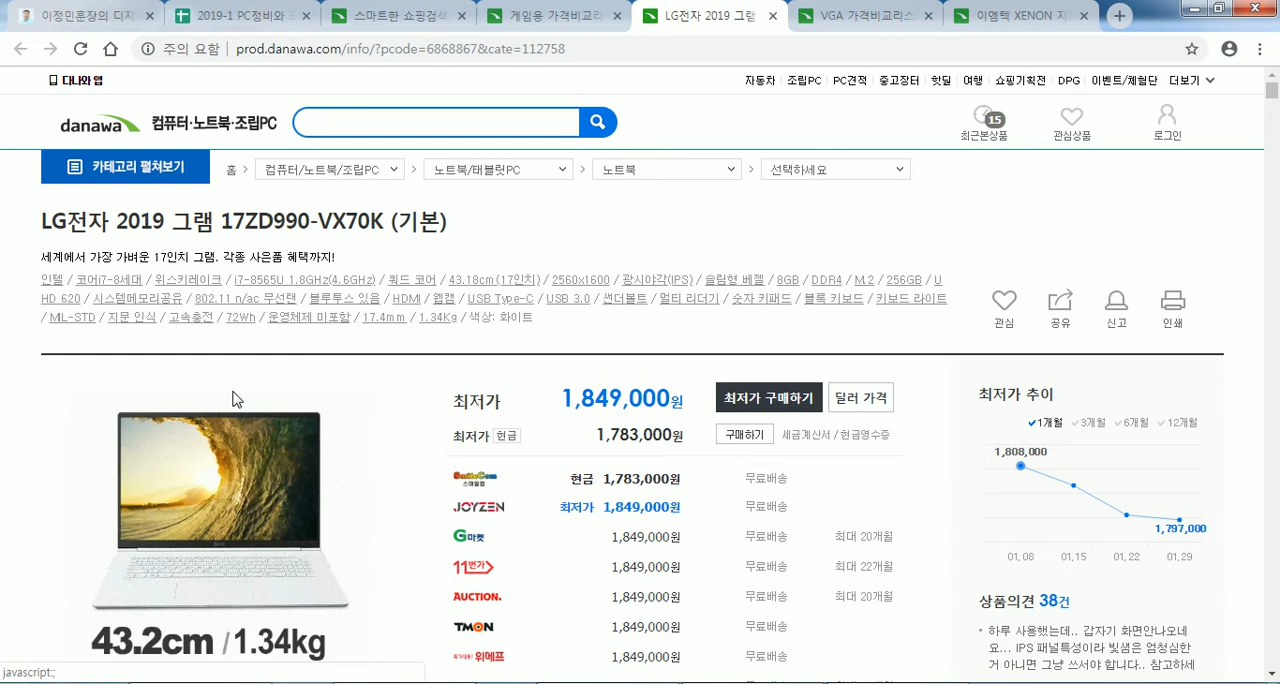 이정민훈장의 디지
2019-1 PC정비와 ㅎ
스마트한 쇼핑검색
게임용 가격비교리
LG전자 2019 그램
VGA 가격비교리스
이엠텍 XENON 지
주의 요함 | prod.danawa.com/info/?pcode=6868867&cate=112758
다나와 앱
자동차 조립PC PC견적 중고장터 핫딜 여행 쇼핑기획전 DPG 이벤트/체험단 더보기
danawa 컴퓨터·노트북·조립PC
15
최근본상품 관심상품 로그인
카테고리 펼쳐보기
홈 > 컴퓨터/노트북/조립PC > 노트북/태블릿PC > 노트북 > 선택하세요
LG전자 2019 그램 17ZD990-VX70K (기본)
세계에서 가장 가벼운 17인치 그램. 각종 사은품 혜택까지!
인텔 / 코어i7-8세대 / 위스키레이크 / i7-8565U 1.8GHz(4.6GHz) / 쿼드 코어 / 43.18cm(17인치) / 2560x1600 / 광시야각(IPS) / 슬림형 베젤 / 8GB / DDR4 / M.2 / 256GB / U
HD 620 / 시스템메모리공유 / 802.11 n/ac 무선랜 / 블루투스 있음 / HDMI / 웹캠 / USB Type-C / USB 3.0 / 썬더볼트 / 멀티 리더기 / 숫자 키패드 / 블록 키보드 / 키보드 라이트
/ MIL-STD / 지문 인식 / 고속충전 / 72Wh / 운영체제 미포함 / 17.4mm / 1.34Kg / 색상: 화이트
관심 공유 신고 인쇄
최저가 1,849,000원 최저가 구매하기 딜러 가격
최저가 현금 1,783,000원 구매하기 세금계산서 / 현금영수증
SmileCom
스마일컴 현금 1,783,000원 무료배송
JOYZEN 최저가 1,849,000원 무료배송
G마켓 1,849,000원 무료배송 최대 20개월
11번가 1,849,000원 무료배송 최대 22개월
AUCTION. 1,849,000원 무료배송 최대 20개월
TMON 1,849,000원 무료배송
위메프 1,849,000원 무료배송
43.2cm / 1.34kg
최저가 추이
1개월 3개월 6개월 12개월
1,808,000
1,797,000
01.08 01.15 01.22 01.29
상품의견 38건
하루 사용했는데.. 갑자기 화면안나오네
요... IPS 패널특성이라 빛샘은 엄청심한
거 아니면 그냥 쓰셔야 합니다.. 참고하세
javascript:;